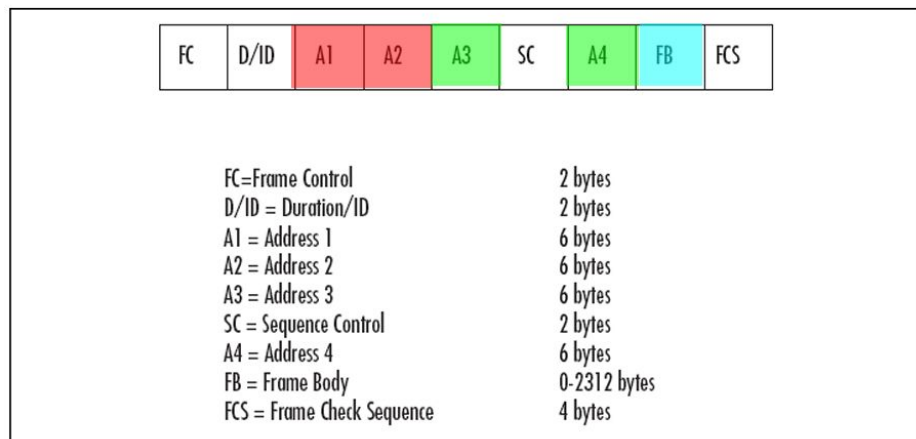 FC D/ID A1 A2 A3 SC A4 FB FCS
FC=Frame Control 2 bytes
D/ID = Duration/ID 2 bytes
A1 = Address 1 6 bytes
A2 = Address 2 6 bytes
A3 = Address 3 6 bytes
SC = Sequence Control 2 bytes
A4 = Address 4 6 bytes
FB = Frame Body 0-2312 bytes
FCS = Frame Check Sequence 4 bytes